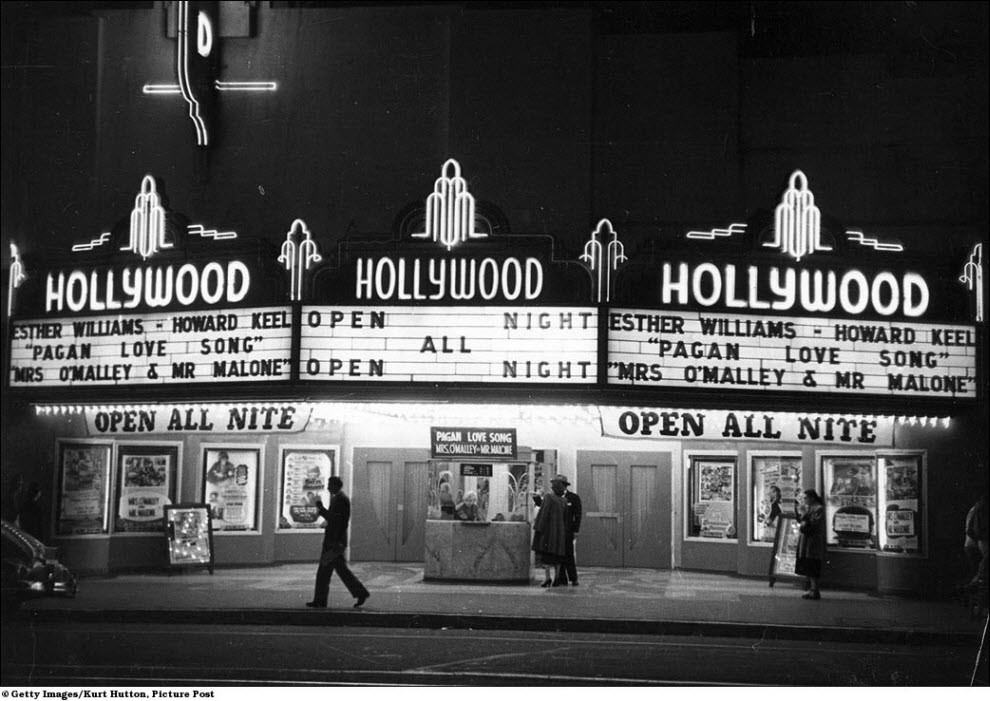 D
HOLLYWOOD
ESTHER WILLIAMS - HOWARD KEEL
"PAGAN LOVE SONG"
"MRS O'MALLEY & MR MALONE"
HOLLYWOOD
OPEN NIGHT
ALL
OPEN NIGHT
HOLLYWOOD
ESTHER WILLIAMS - HOWARD KEEL
"PAGAN LOVE SONG"
"MRS O'MALLEY & MR MALONE"
OPEN ALL NITE
OPEN ALL NITE
PAGAN LOVE SONG
MRS. O'MALLEY-MR. MALONE
© Getty Images/Kurt Hutton, Picture Post